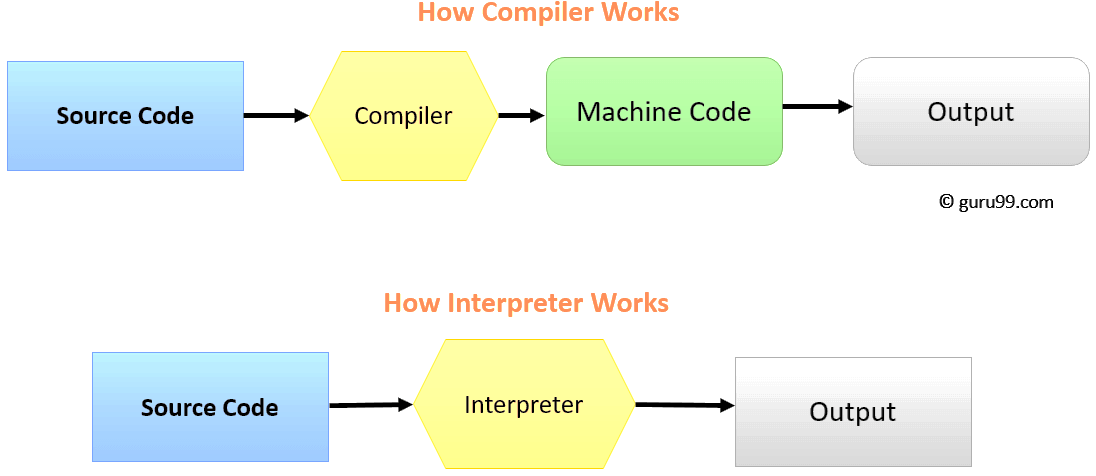 How Compiler Works
Source Code
Compiler
Machine Code
Output
© guru99.com
How Interpreter Works
Source Code
Interpreter
Output